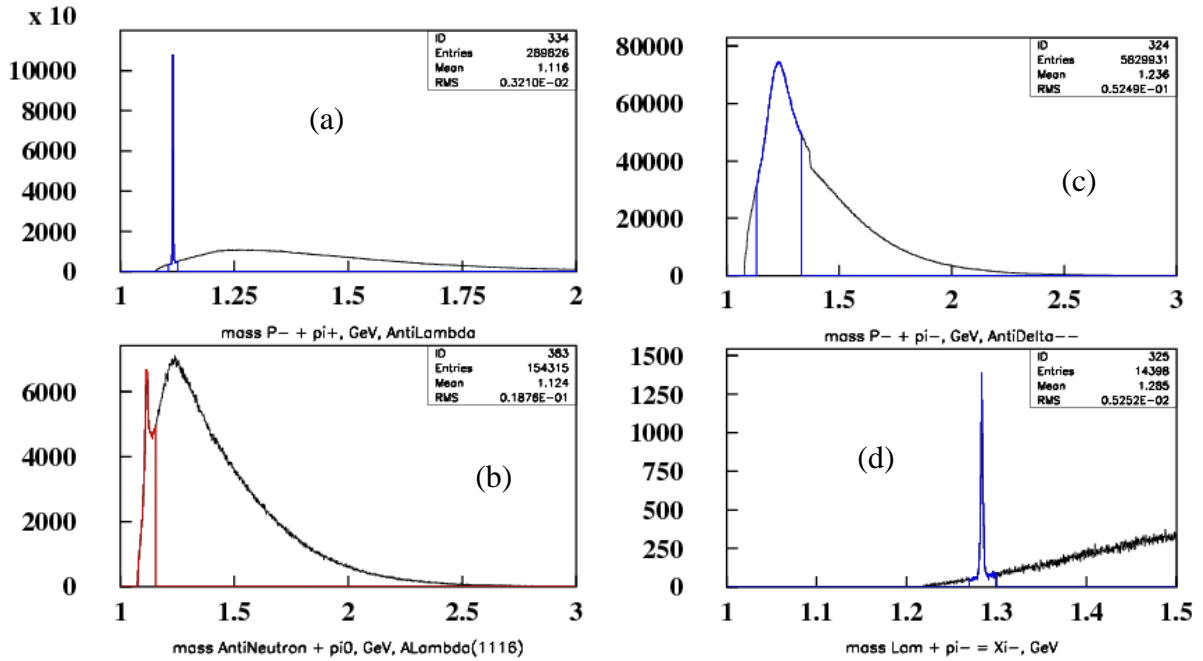 x 10
10000
8000
6000
4000
2000
0
1 1.25 1.5 1.75 2
ID 334
Entries 289826
Mean 1.116
RMS 0.3210E-02
(a)
mass P- + pi+, GeV, AntiLambda
80000
60000
40000
20000
0
1 1.5 2 2.5 3
ID 324
Entries 5829931
Mean 1.236
RMS 0.5249E-01
(c)
mass P- + pi-, GeV, AntiDelta--
6000
4000
2000
0
1 1.5 2 2.5 3
ID 383
Entries 154315
Mean 1.124
RMS 0.1876E-01
(b)
mass AntiNeutron + pi0, GeV, ALambda(1116)
1500
1250
1000
750
500
250
0
1 1.1 1.2 1.3 1.4 1.5
ID 325
Entries 14398
Mean 1.285
RMS 0.5252E-02
(d)
mass Lam + pi- = Xi-, GeV